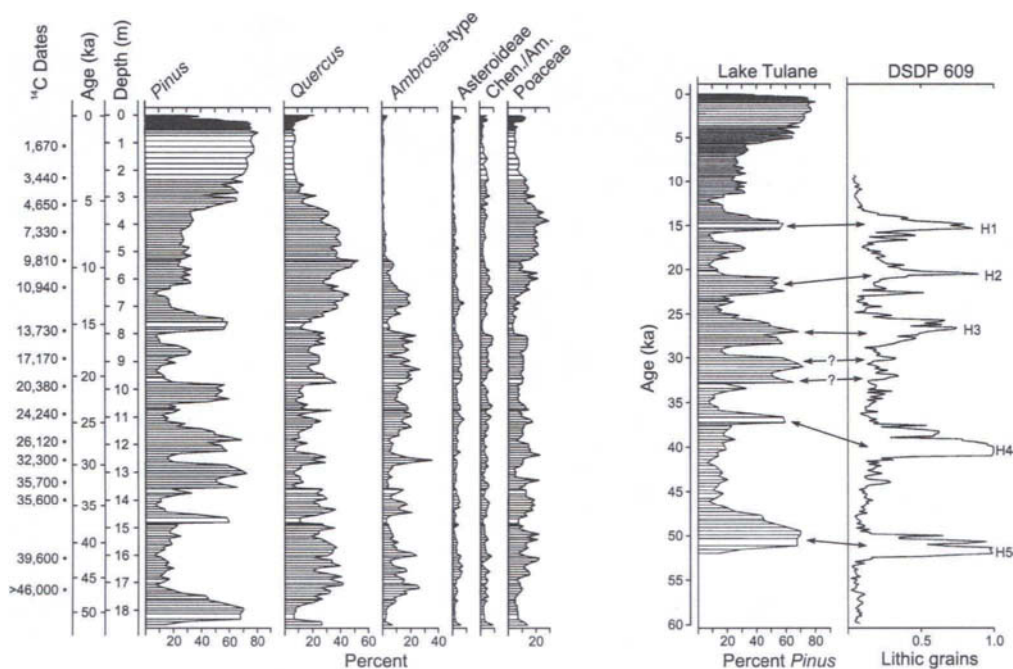 ¹⁴C Dates
Age (ka)
Depth (m)
Pinus
Quercus
Ambrosia-type
Asteroideae
Chen./Am.
Poaceae
1,670
3,440
4,650
7,330
9,810
10,940
13,730
17,170
20,380
24,240
26,120
32,300
35,700
35,600
39,600
>46,000
0
5
10
15
20
25
30
35
40
45
50
0
1
2
3
4
5
6
7
8
9
10
11
12
13
14
15
16
17
18
20 40 60 80
20 40 60
20 40
20
Percent
Lake Tulane
DSDP 609
Age (ka)
0
5
10
15
20
25
30
35
40
45
50
55
60
H1
H2
H3
?
?
H4
H5
20 40 60 80
0.5 1.0
Percent Pinus
Lithic grains